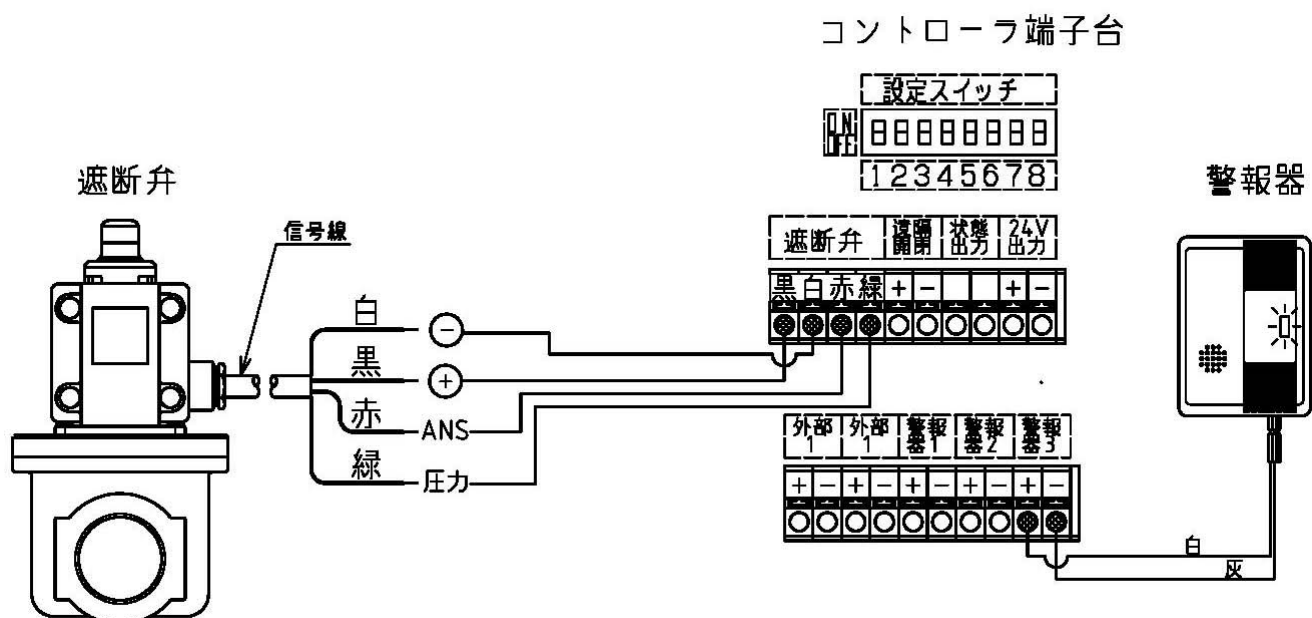 コントローラ端子台
設定スイッチ
ON
OFF
12345678
遮断弁
信号線
警報器
遮断弁
遠隔
開閉
状態
出力
24V
出力
黒 白 赤 緑 + − + −
白 −
黒 +
赤 ANS
緑 圧力
外部
1
外部
1
警報
器1
警報
器2
警報
器3
+ − + − + − + − + −
白
灰